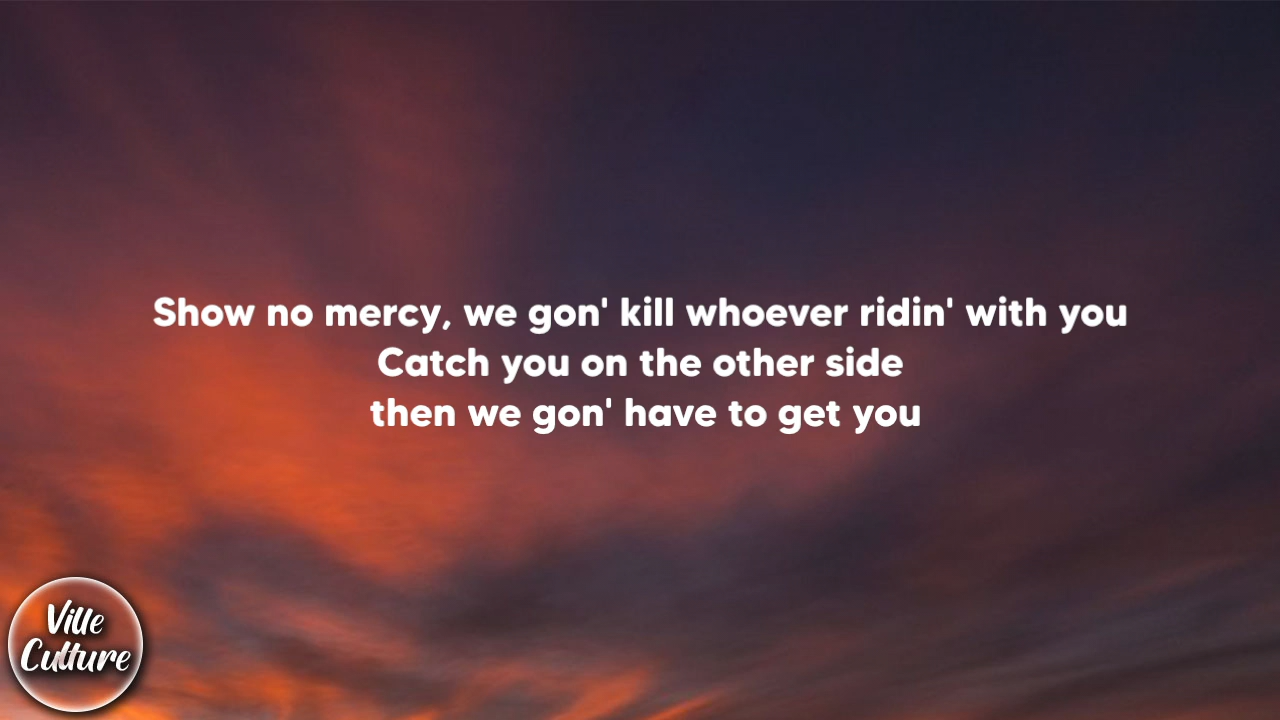 Show no mercy, we gon' kill whoever ridin' with you
Catch you on the other side
then we gon' have to get you
Ville
Culture